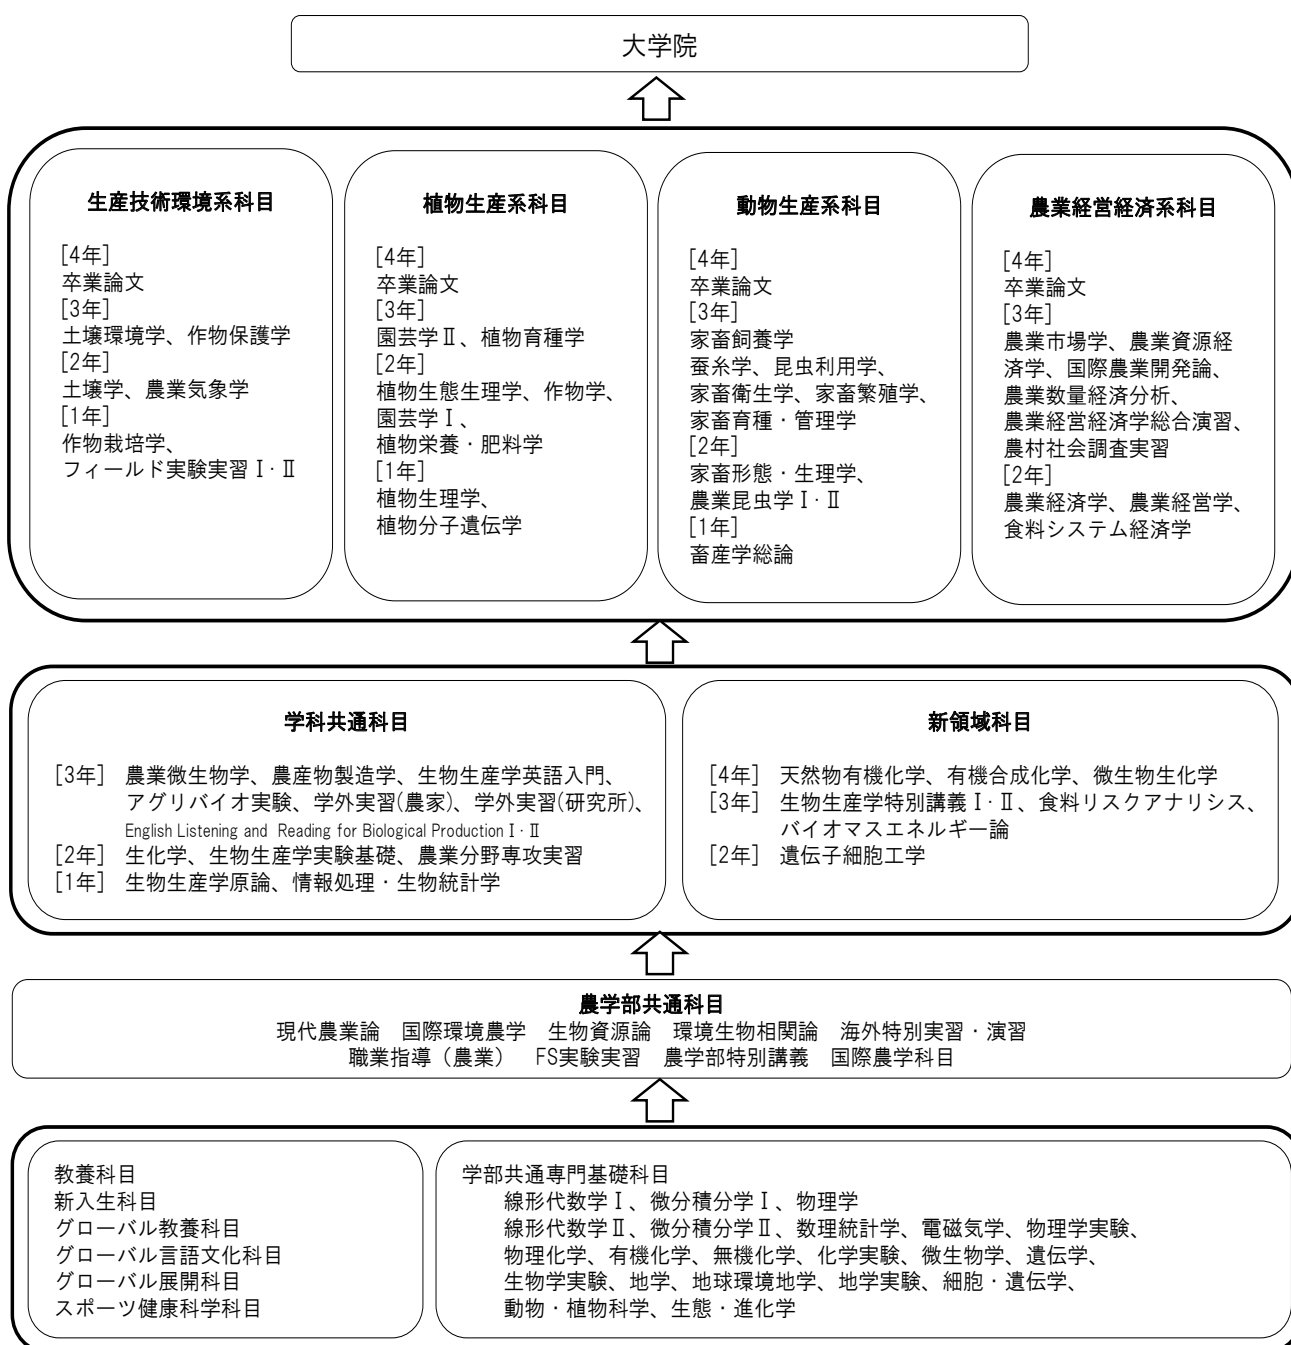 大学院
生産技術環境系科目
[4年]
卒業論文
[3年]
土壌環境学、作物保護学
[2年]
土壌学、農業気象学
[1年]
作物栽培学、
フィールド実験実習Ⅰ・Ⅱ
植物生産系科目
[4年]
卒業論文
[3年]
園芸学Ⅱ、植物育種学
[2年]
植物生態生理学、作物学、
園芸学Ⅰ、
植物栄養・肥料学
[1年]
植物生理学、
植物分子遺伝学
動物生産系科目
[4年]
卒業論文
[3年]
家畜飼養学
蚕糸学、昆虫利用学、
家畜衛生学、家畜繁殖学、
家畜育種・管理学
[2年]
家畜形態・生理学、
農業昆虫学Ⅰ・Ⅱ
[1年]
畜産学総論
農業経営経済系科目
[4年]
卒業論文
[3年]
農業市場学、農業資源経
済学、国際農業開発論、
農業数量経済分析、
農業経営経済学総合演習、
農村社会調査実習
[2年]
農業経済学、農業経営学、
食料システム経済学
学科共通科目
[3年] 農業微生物学、農産物製造学、生物生産学英語入門、
アグリバイオ実験、学外実習(農家)、学外実習(研究所)、
English Listening and Reading for Biological Production Ⅰ・Ⅱ
[2年] 生化学、生物生産学実験基礎、農業分野専攻実習
[1年] 生物生産学原論、情報処理・生物統計学
新領域科目
[4年] 天然物有機化学、有機合成化学、微生物生化学
[3年] 生物生産学特別講義Ⅰ・Ⅱ、食料リスクアナリシス、
バイオマスエネルギー論
[2年] 遺伝子細胞工学
農学部共通科目
現代農業論 国際環境農学 生物資源論 環境生物相関論 海外特別実習・演習
職業指導（農業） FS実験実習 農学部特別講義 国際農学科目
教養科目
新入生科目
グローバル教養科目
グローバル言語文化科目
グローバル展開科目
スポーツ健康科学科目
学部共通専門基礎科目
線形代数学Ⅰ、微分積分学Ⅰ、物理学
線形代数学Ⅱ、微分積分学Ⅱ、数理統計学、電磁気学、物理学実験、
物理化学、有機化学、無機化学、化学実験、微生物学、遺伝学、
生物学実験、地学、地球環境地学、地学実験、細胞・遺伝学、
動物・植物科学、生態・進化学